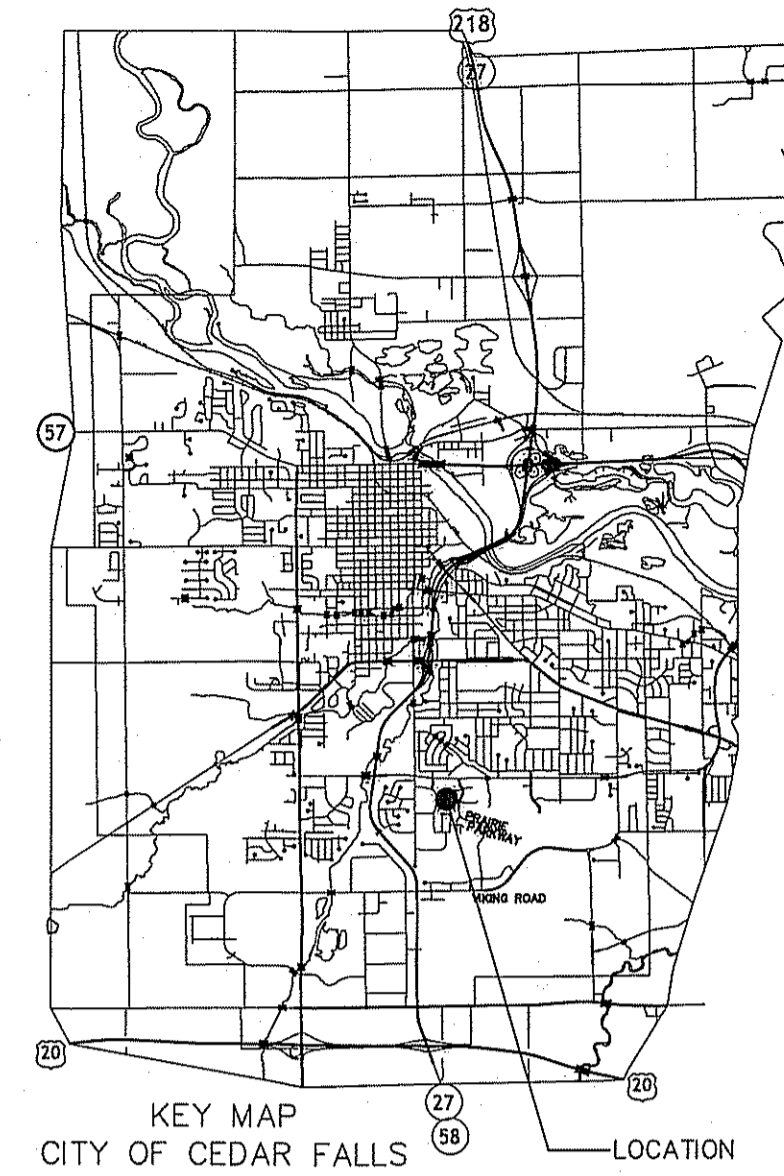 218
27
57
PRAIRIE
PARKWAY
VIKING ROAD
20
20
27
58
KEY MAP
CITY OF CEDAR FALLS
LOCATION